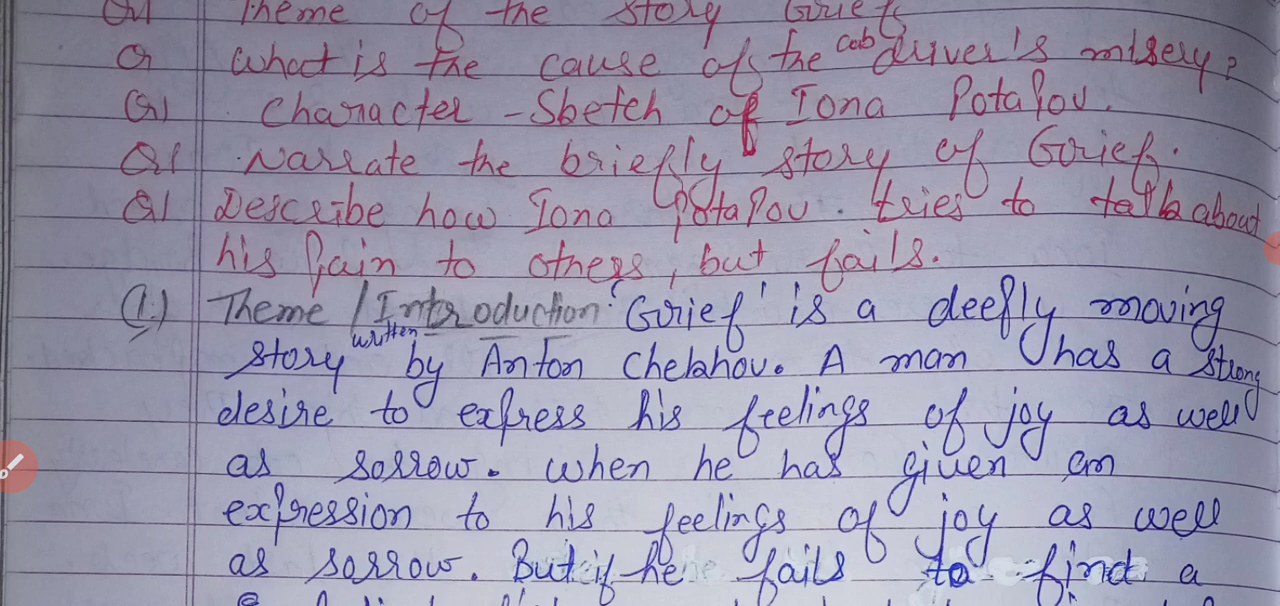 Q1 Theme of the story Grief
Q What is the cause of the cab driver's misery?
Q1 Character-Sketch of Iona Potapov.
Q1 Narrate the briefly story of Grief.
Q1 Describe how Iona Potapov. tries to talk about
his pain to others, but fails.
(1.) Theme / Introduction: 'Grief' is a deeply moving
story written by Anton Chekhov. A man has a strong
desire to express his feelings of joy as well
as sorrow. When he has given an
expression to his feelings of joy as well
as sorrow. But if he fails to find a